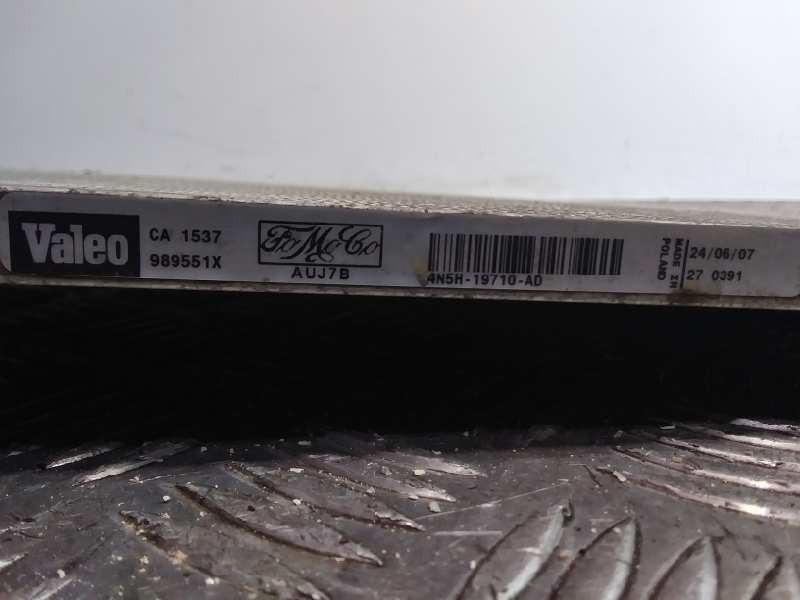 Valeo
CA 1537
989551X
FoMoCo
AUJ7B
4N5H-19710-AD
MADE IN
POLAND
24/06/07
27 0391